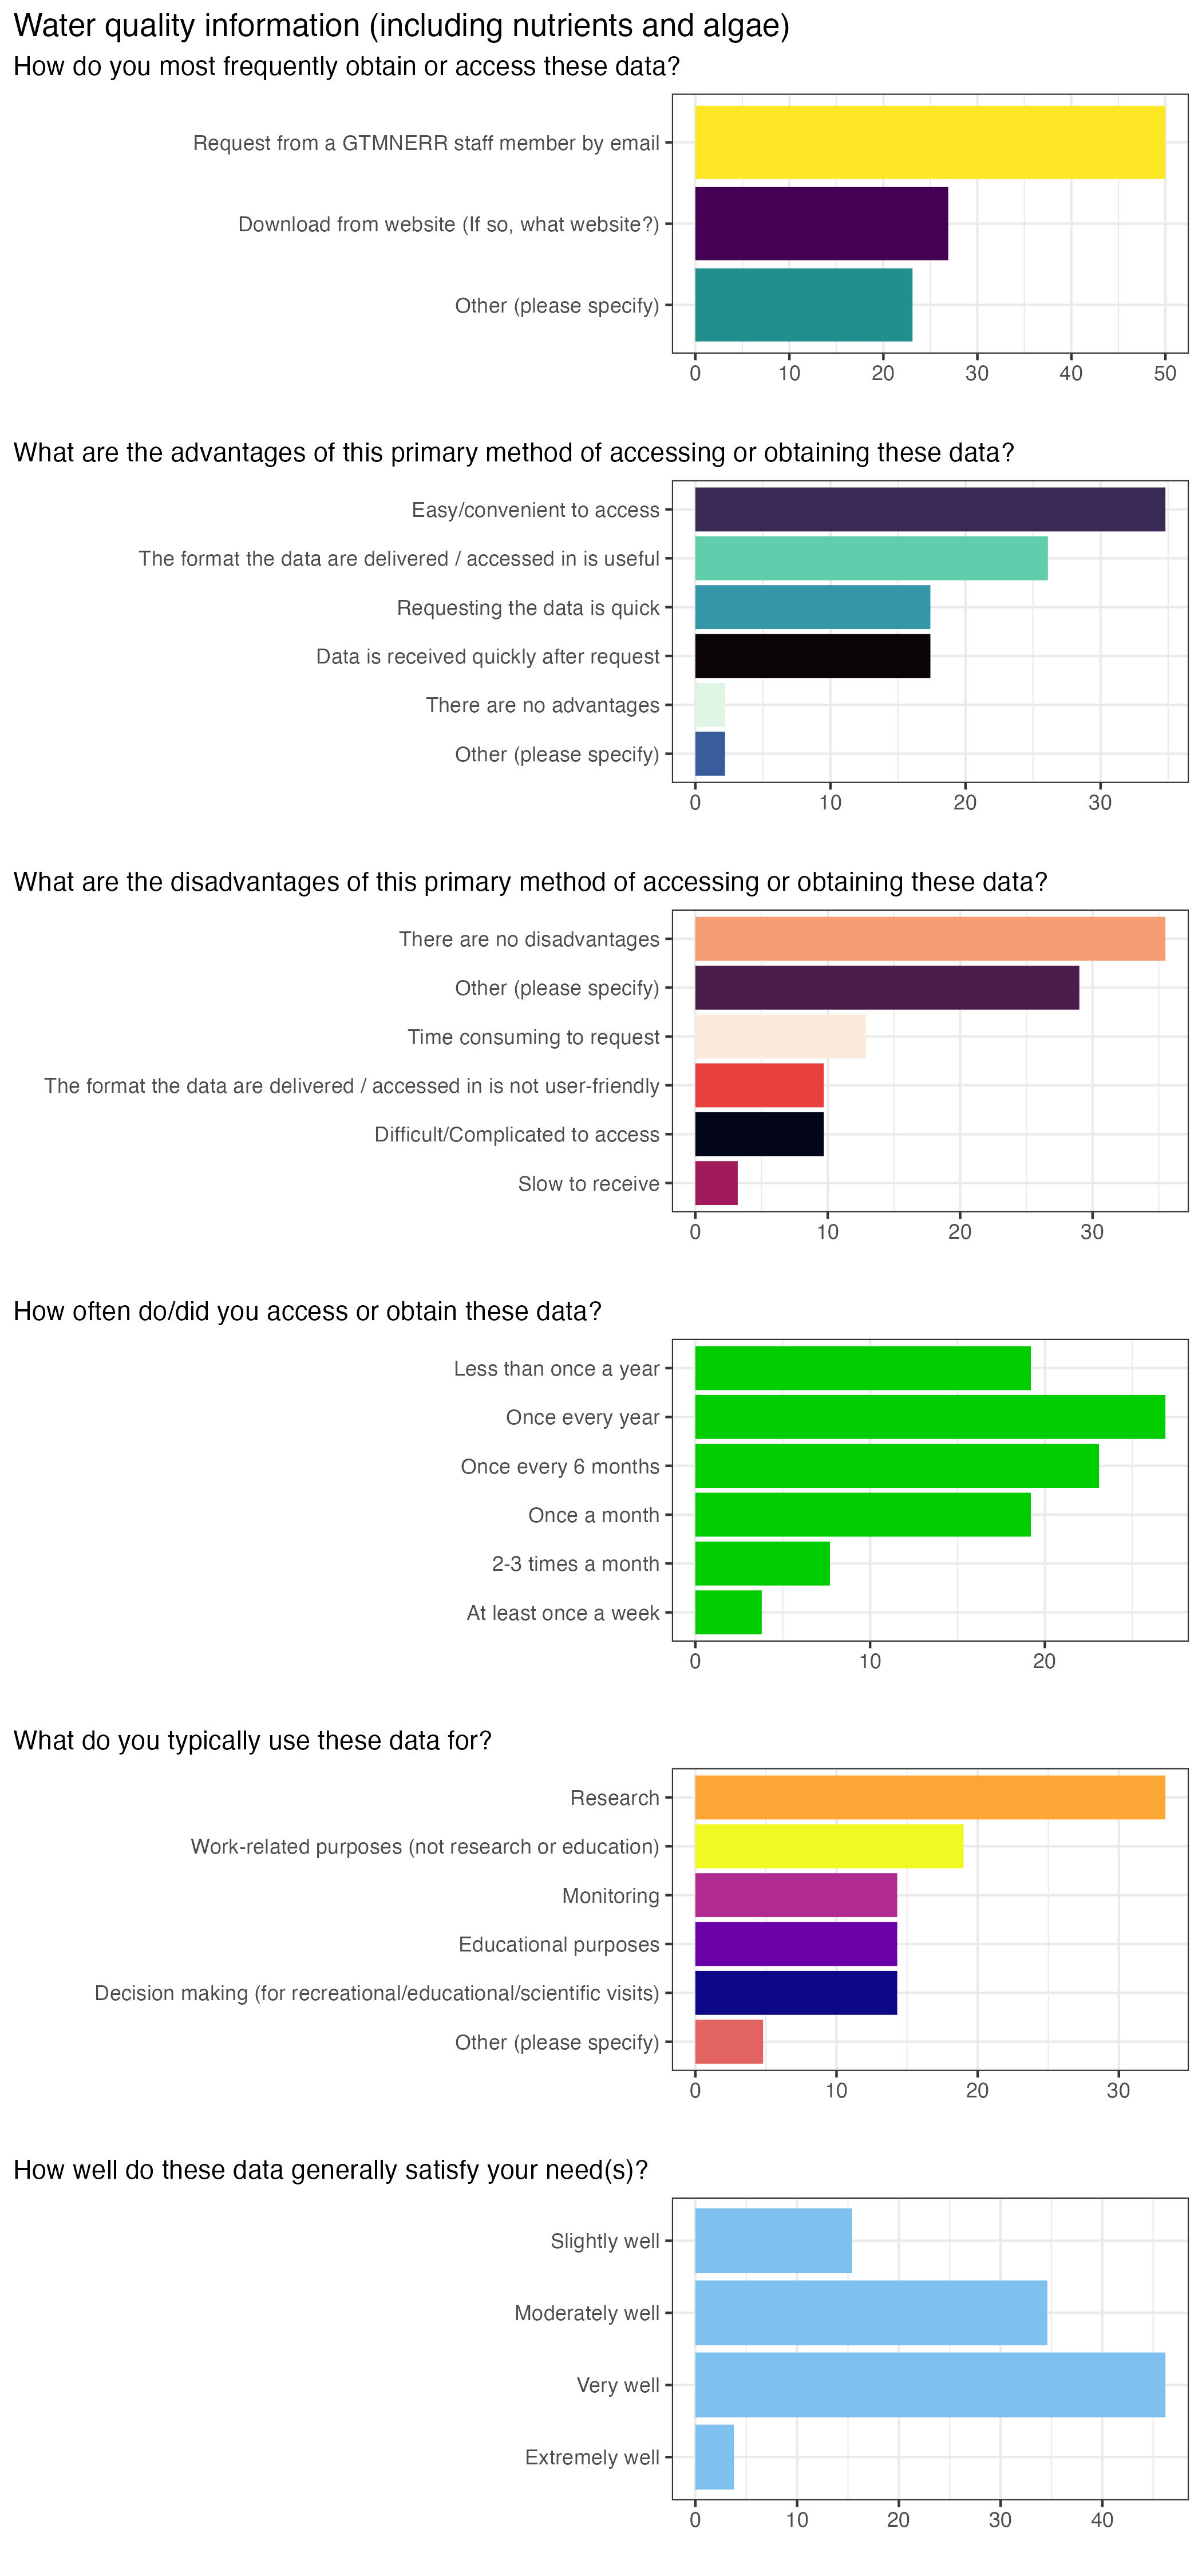 Water quality information (including nutrients and algae)
How do you most frequently obtain or access these data?
Request from a GTMNERR staff member by email
Download from website (If so, what website?)
Other (please specify)
0 10 20 30 40 50
What are the advantages of this primary method of accessing or obtaining these data?
Easy/convenient to access
The format the data are delivered / accessed in is useful
Requesting the data is quick
Data is received quickly after request
There are no advantages
Other (please specify)
0 10 20 30
What are the disadvantages of this primary method of accessing or obtaining these data?
There are no disadvantages
Other (please specify)
Time consuming to request
The format the data are delivered / accessed in is not user-friendly
Difficult/Complicated to access
Slow to receive
0 10 20 30
How often do/did you access or obtain these data?
Less than once a year
Once every year
Once every 6 months
Once a month
2-3 times a month
At least once a week
0 10 20
What do you typically use these data for?
Research
Work-related purposes (not research or education)
Monitoring
Educational purposes
Decision making (for recreational/educational/scientific visits)
Other (please specify)
0 10 20 30
How well do these data generally satisfy your need(s)?
Slightly well
Moderately well
Very well
Extremely well
0 10 20 30 40